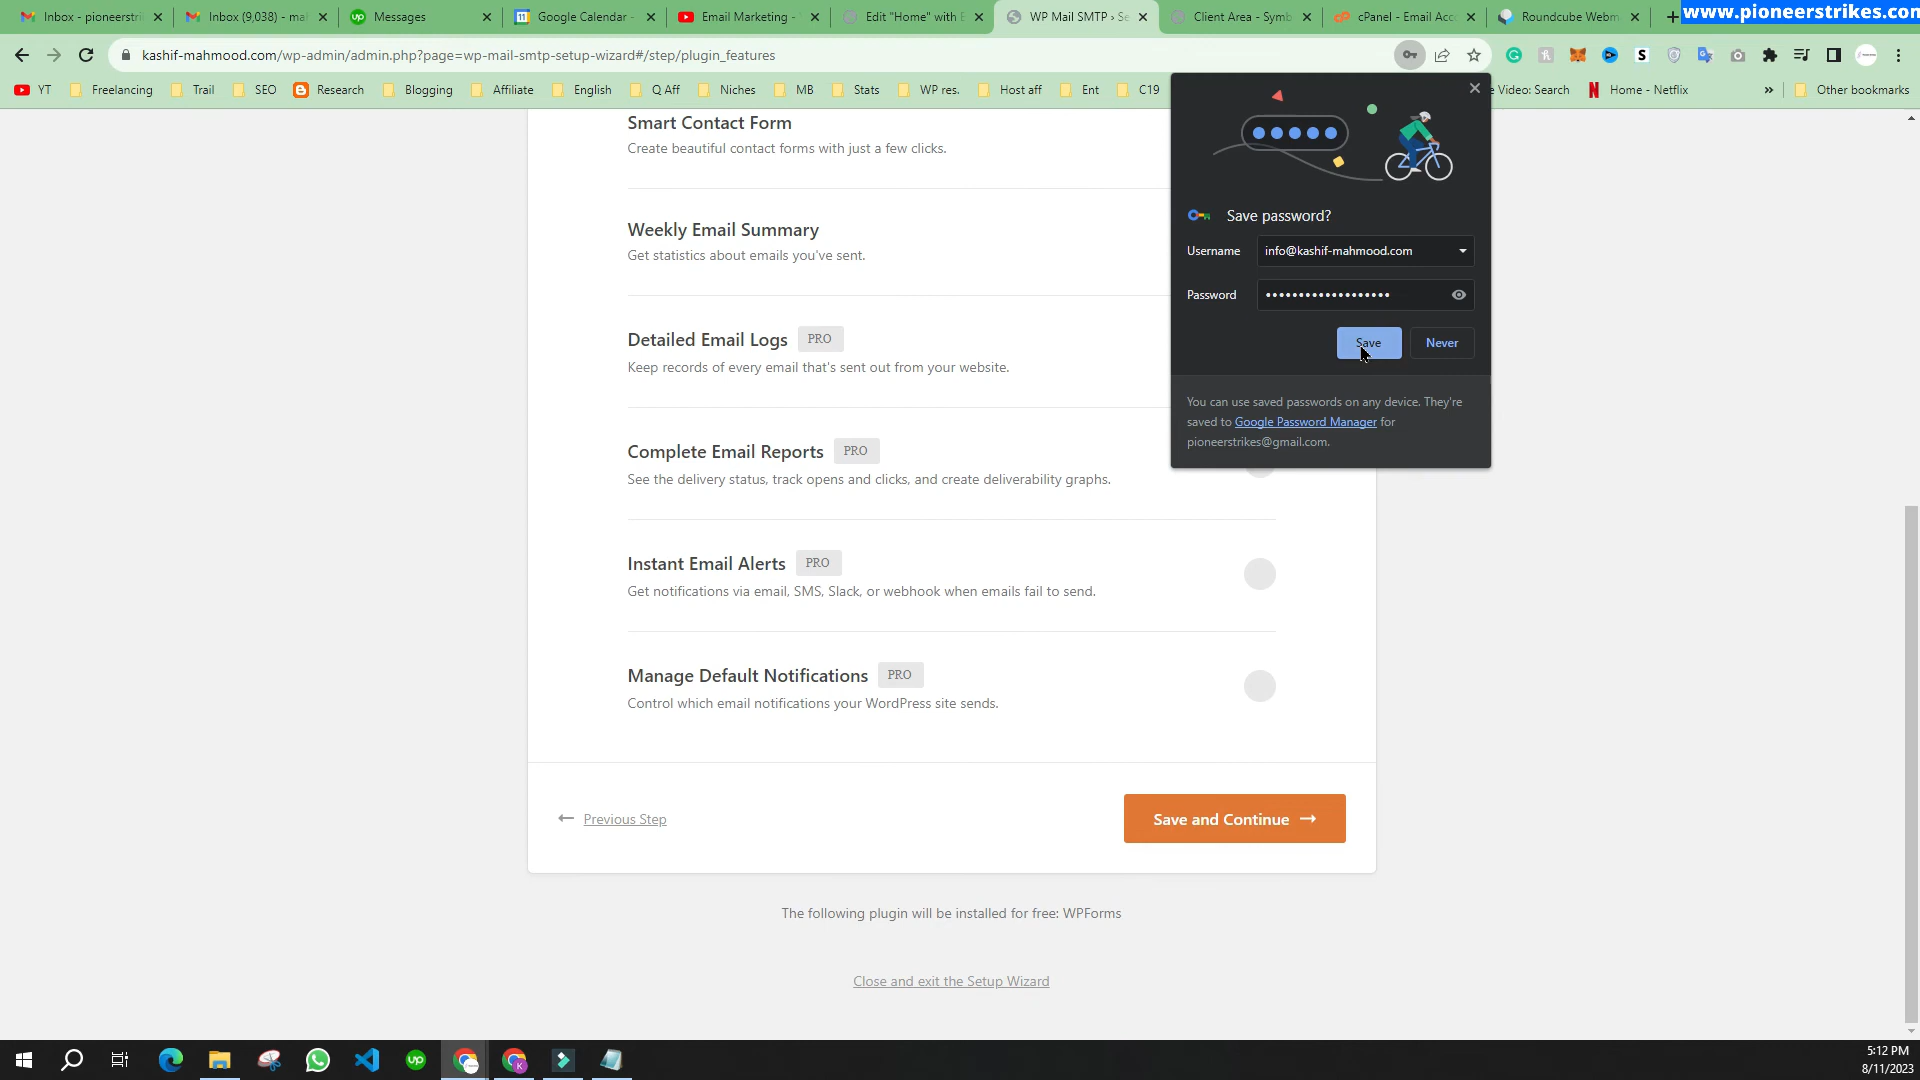 Inbox - pioneerstri
Inbox (9,038) - ma
Messages
Google Calendar -
Email Marketing -
Edit "Home" with E
WP Mail SMTP › Se
Client Area - Symb
cPanel - Email Acc
Roundcube Webm
www.pioneerstrikes.com
kashif-mahmood.com/wp-admin/admin.php?page=wp-mail-smtp-setup-wizard#/step/plugin_features
YT
Freelancing
Trail
SEO
Research
Blogging
Affiliate
English
Q Aff
Niches
MB
Stats
WP res.
Host aff
Ent
C19
e Video: Search
Home - Netflix
»
Other bookmarks
Smart Contact Form
Create beautiful contact forms with just a few clicks.
Weekly Email Summary
Get statistics about emails you've sent.
Detailed Email Logs PRO
Keep records of every email that's sent out from your website.
Complete Email Reports PRO
See the delivery status, track opens and clicks, and create deliverability graphs.
Instant Email Alerts PRO
Get notifications via email, SMS, Slack, or webhook when emails fail to send.
Manage Default Notifications PRO
Control which email notifications your WordPress site sends.
Save password?
Username info@kashif-mahmood.com
Password •••••••••••••••••••
Save Never
You can use saved passwords on any device. They're
saved to Google Password Manager for
pioneerstrikes@gmail.com.
← Previous Step
Save and Continue →
The following plugin will be installed for free: WPForms
Close and exit the Setup Wizard
5:12 PM
8/11/2023